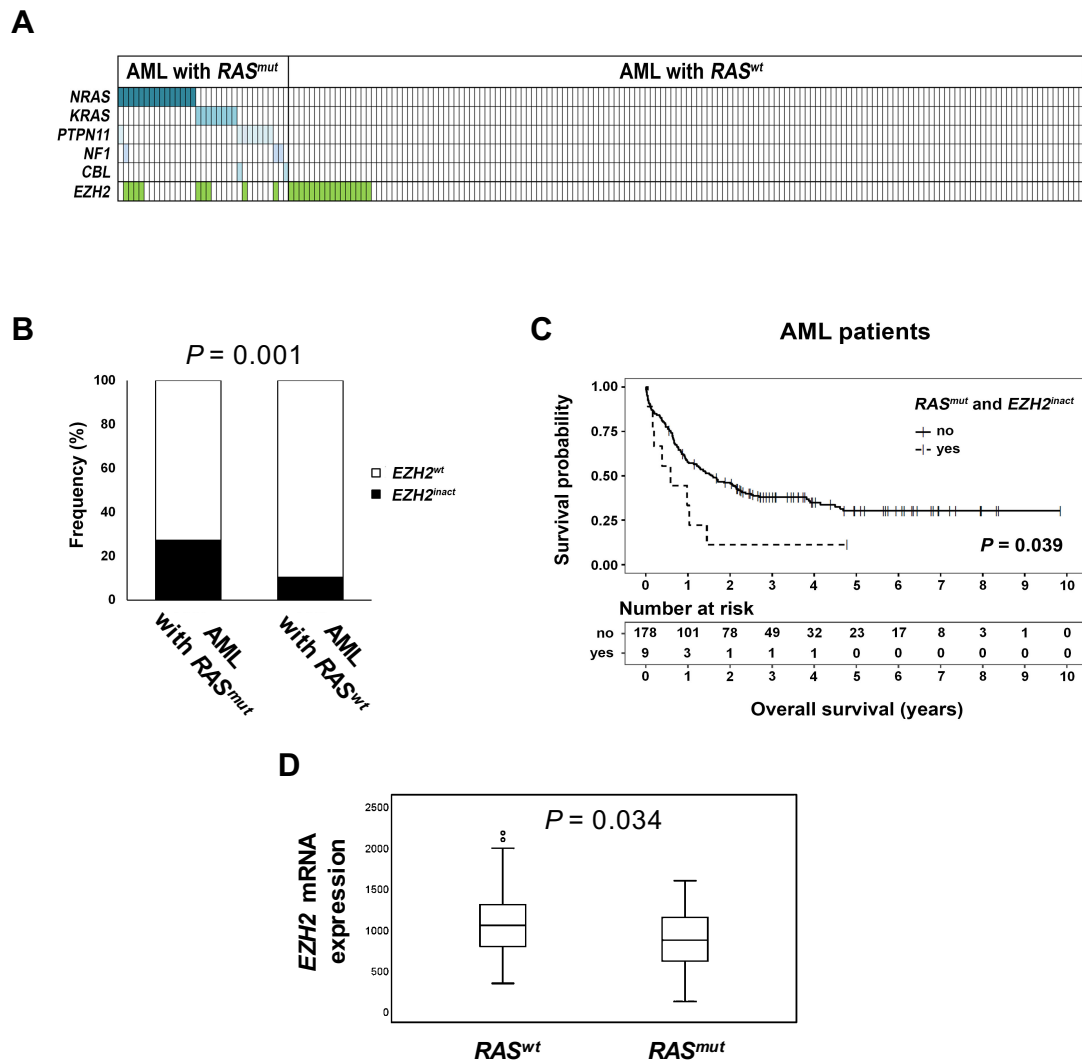 A
AML with RASmut AML with RASwt
NRAS
KRAS
PTPN11
NF1
CBL
EZH2
B
P = 0.001
Frequency (%)
100
80
60
40
20
0
EZH2wt
EZH2inact
AML
with RASmut
AML
with RASwt
C
AML patients
Survival probability
1.00
0.75
0.50
0.25
0.00
RASmut and EZH2inact
no
yes
P = 0.039
0 1 2 3 4 5 6 7 8 9 10
Number at risk
no 178 101 78 49 32 23 17 8 3 1 0
yes 9 3 1 1 1 0 0 0 0 0 0
0 1 2 3 4 5 6 7 8 9 10
Overall survival (years)
D
EZH2 mRNA
expression
2500
2000
1500
1000
500
0
P = 0.034
RASwt RASmut